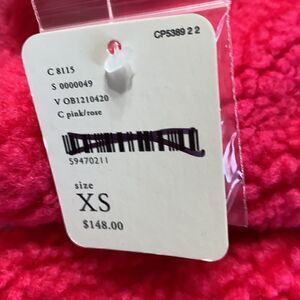 CP5389 2 2
C 8115
S 0000049
V OB1210420
C pink/rose
59470211
size
XS
$148.00